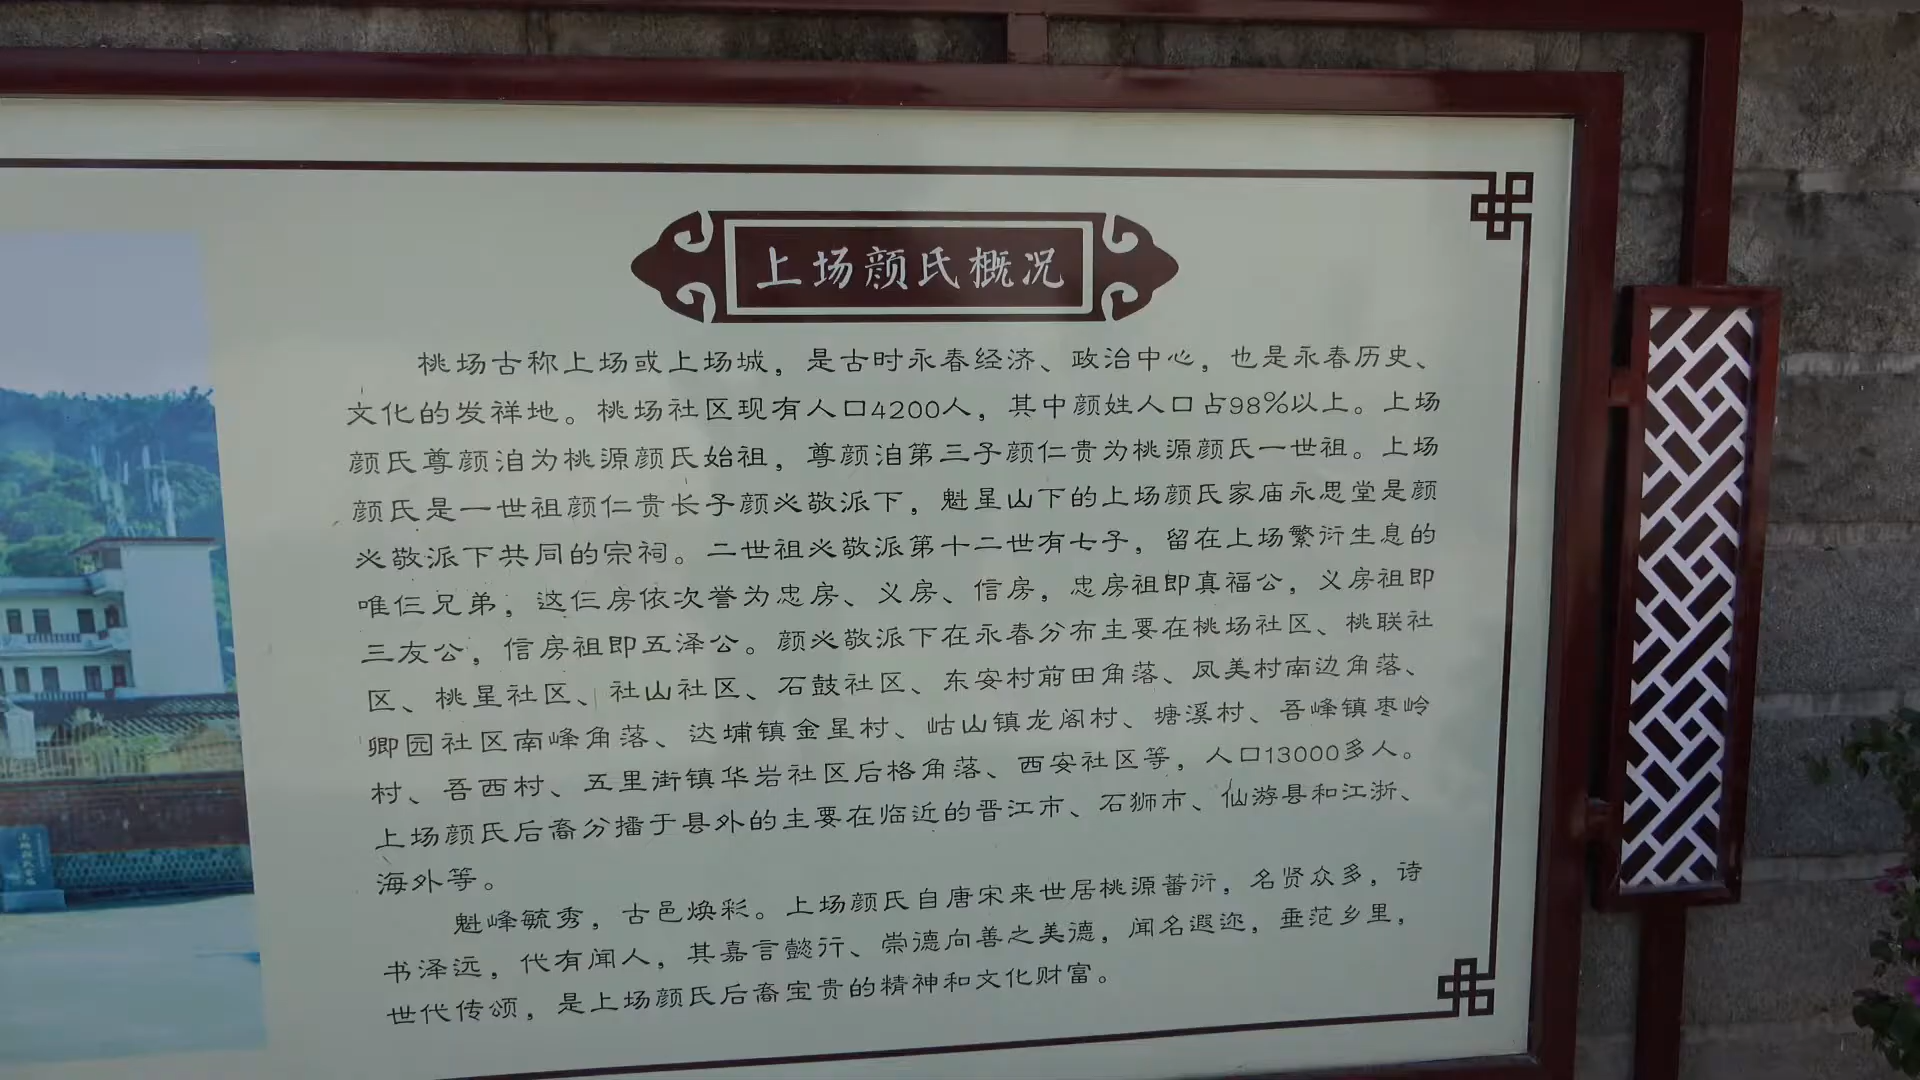 上场颜氏概况
桃场古称上场或上场城，是古时永春经济、政治中心，也是永春历史、
文化的发祥地。桃场社区现有人口4200人，其中颜姓人口占98%以上。上场
颜氏尊颜洎为桃源颜氏始祖，尊颜洎第三子颜仁贵为桃源颜氏一世祖。上场
颜氏是一世祖颜仁贵长子颜必敬派下，魁星山下的上场颜氏家庙永思堂是颜
必敬派下共同的宗祠。二世祖必敬派第十二世有七子，留在上场繁衍生息的
唯仨兄弟，这仨房依次誉为忠房、义房、信房，忠房祖即真福公，义房祖即
三友公，信房祖即五泽公。颜必敬派下在永春分布主要在桃场社区、桃联社
区、桃星社区、社山社区、石鼓社区、东安村前田角落、凤美村南边角落、
卿园社区南峰角落、达埔镇金星村、岵山镇龙阁村、塘溪村、吾峰镇枣岭
村、吾西村、五里街镇华岩社区后格角落、西安社区等，人口13000多人。
上场颜氏后裔分播于县外的主要在临近的晋江市、石狮市、仙游县和江浙、
海外等。
魁峰毓秀，古邑焕彩。上场颜氏自唐宋来世居桃源蕃衍，名贤众多，诗
书泽远，代有闻人，其嘉言懿行、崇德向善之美德，闻名遐迩，垂范乡里，
世代传颂，是上场颜氏后裔宝贵的精神和文化财富。